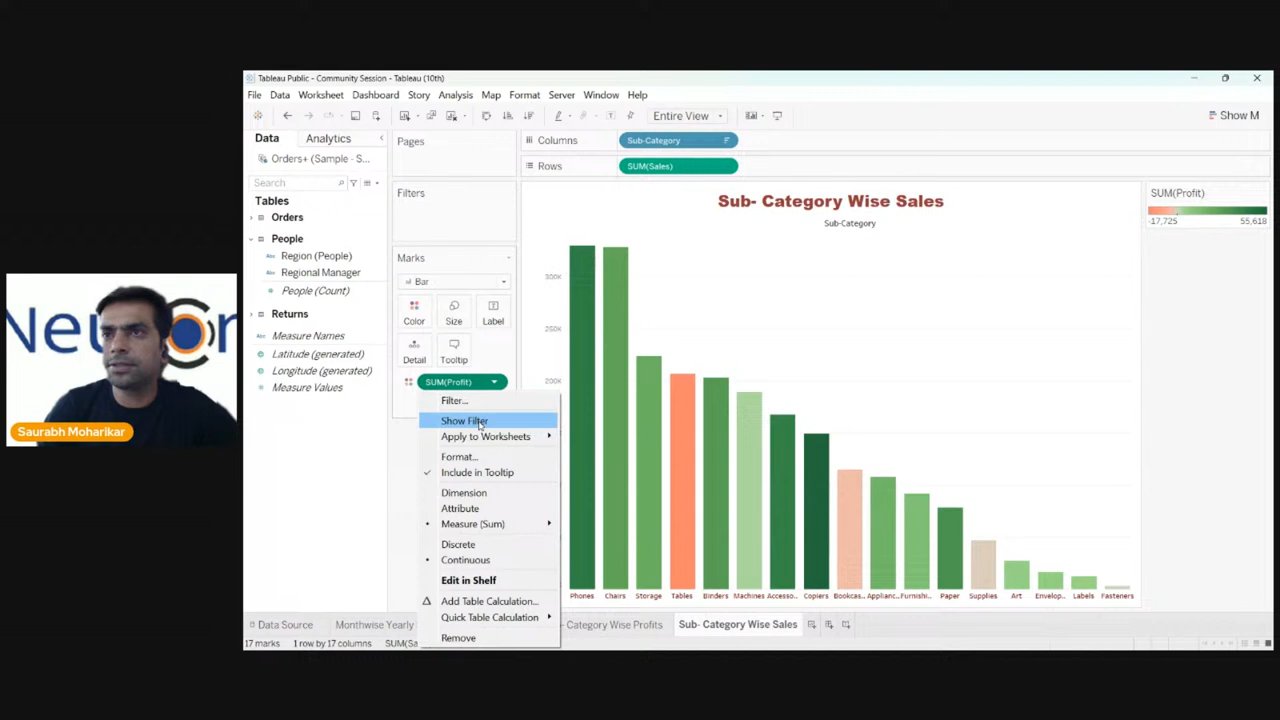 Tableau Public - Community Session - Tableau (10th)
File Data Worksheet Dashboard Story Analysis Map Format Server Window Help
Entire View
Show M
Data Analytics
Pages
Columns
Sub-Category
Orders+ (Sample - S...
Rows
SUM(Sales)
Search
Filters
Tables
Orders
People
Region (People)
Regional Manager
People (Count)
Returns
Measure Names
Latitude (generated)
Longitude (generated)
Measure Values
Marks
Bar
Color
Size
Label
Detail
Tooltip
SUM(Profit)
Filter...
Show Filter
Apply to Worksheets
Format...
Include in Tooltip
Dimension
Attribute
Measure (Sum)
Discrete
Continuous
Edit in Shelf
Add Table Calculation...
Quick Table Calculation
Remove
Sub- Category Wise Sales
Sub-Category
300K
250K
200K
Phones Chairs Storage Tables Binders Machines Accesso.. Copiers Bookcas.. Applianc.. Furnishi.. Paper Supplies Art Envelop.. Labels Fasteners
SUM(Profit)
-17,725 55,618
Saurabh Moharikar
Data Source
Monthwise Yearly
Category Wise Profits
Sub- Category Wise Sales
17 marks 1 row by 17 columns